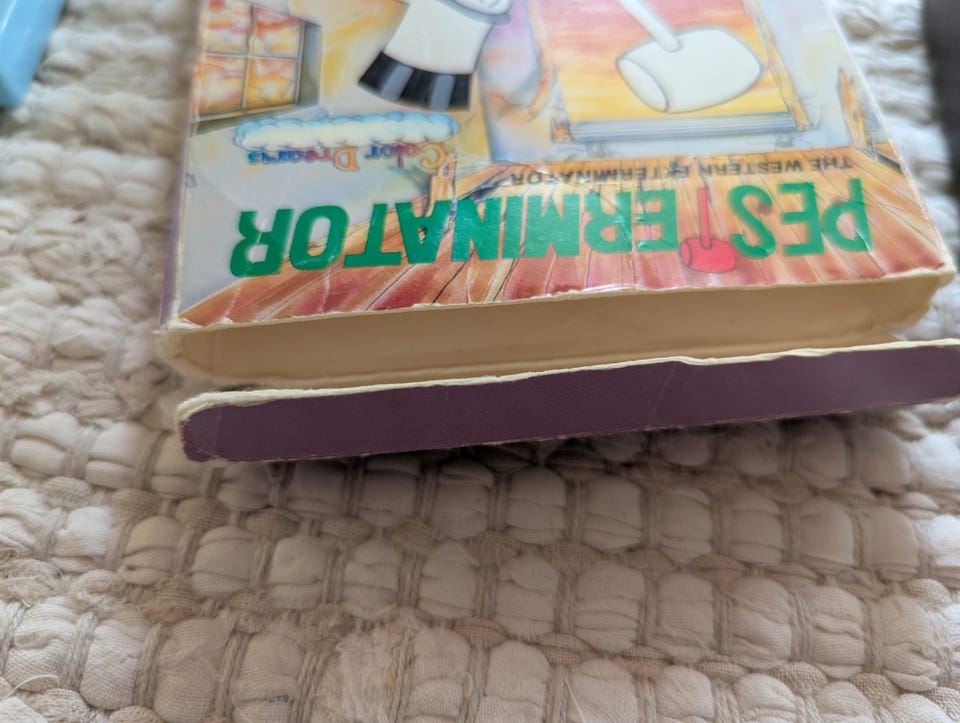 PESTERMINATOR
THE WESTERN EXTERMINATOR
Color Dreams